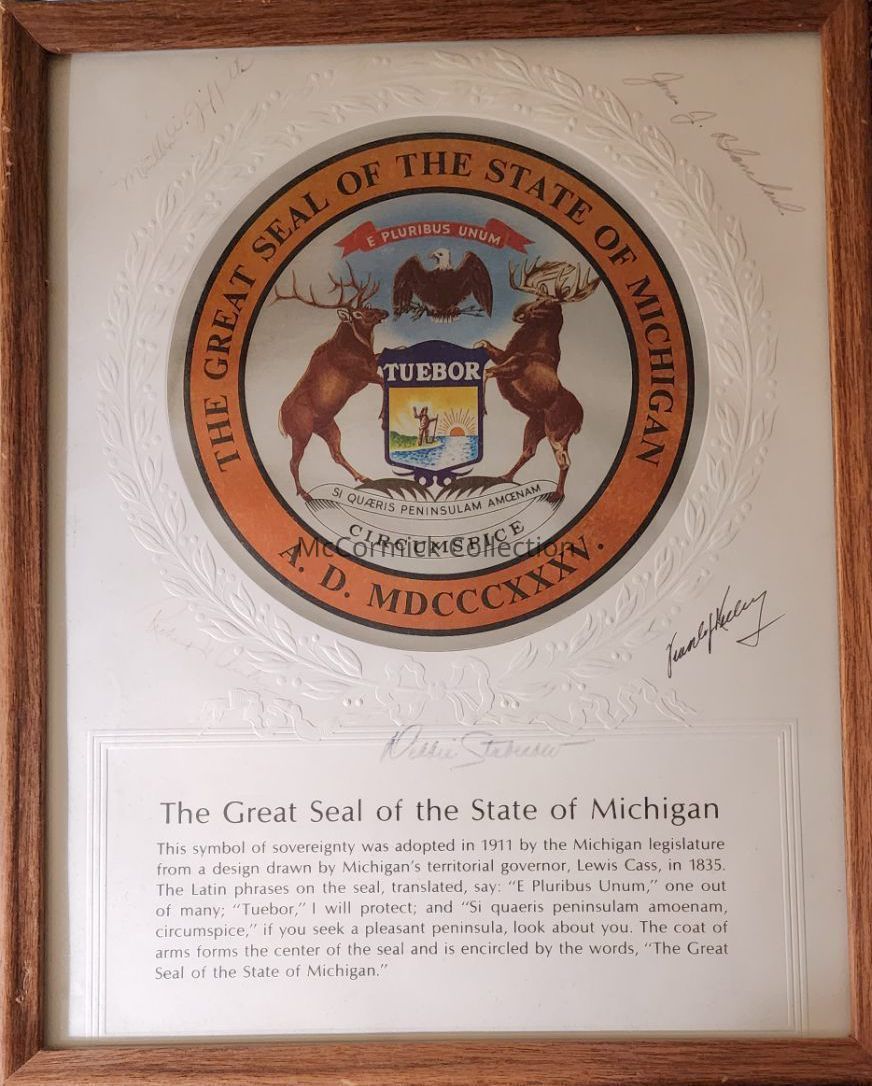 THE GREAT SEAL OF THE STATE OF MICHIGAN
E PLURIBUS UNUM
TUEBOR
SI QUÆRIS PENINSULAM AMŒNAM
CIRCUMSPICE
McCormick Collection
A. D. MDCCCXXXV.
Debbie Stabenow
The Great Seal of the State of Michigan
This symbol of sovereignty was adopted in 1911 by the Michigan legislature
from a design drawn by Michigan's territorial governor, Lewis Cass, in 1835.
The Latin phrases on the seal, translated, say: "E Pluribus Unum," one out
of many; "Tuebor," I will protect; and "Si quaeris peninsulam amoenam,
circumspice," if you seek a pleasant peninsula, look about you. The coat of
arms forms the center of the seal and is encircled by the words, "The Great
Seal of the State of Michigan."